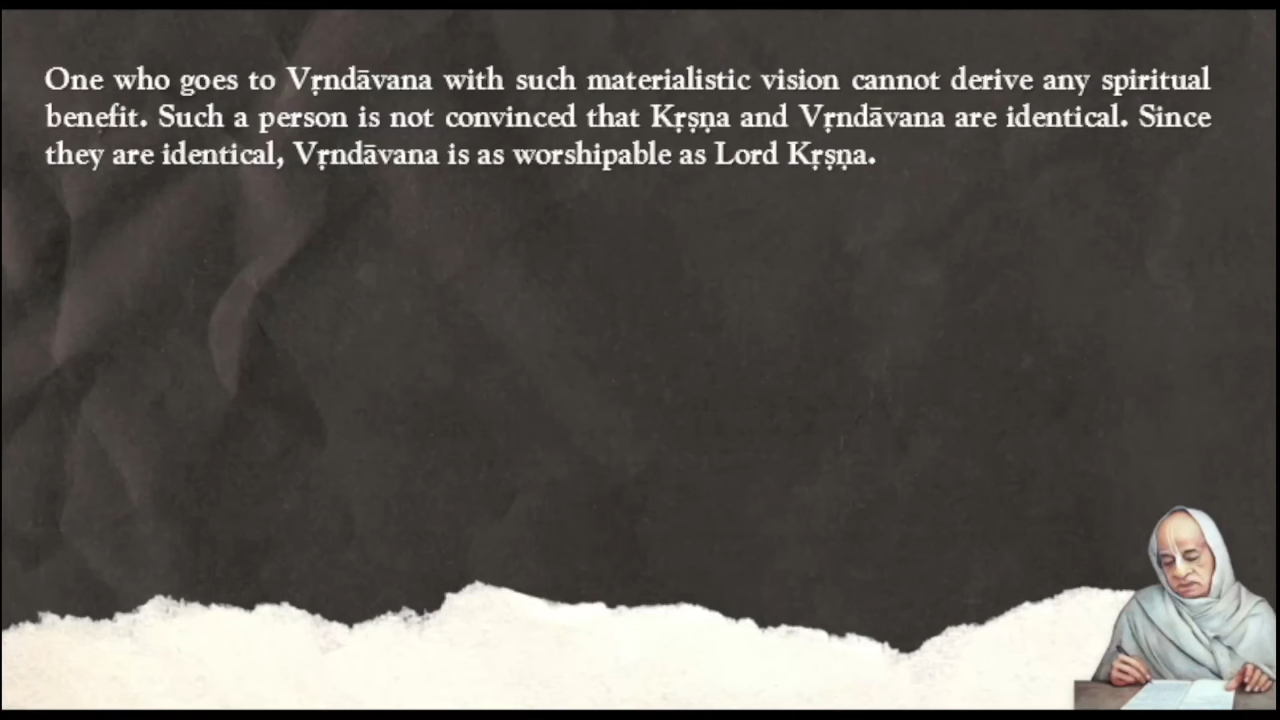 One who goes to Vṛndāvana with such materialistic vision cannot derive any spiritual
benefit. Such a person is not convinced that Kṛṣṇa and Vṛndāvana are identical. Since
they are identical, Vṛndāvana is as worshipable as Lord Kṛṣṇa.